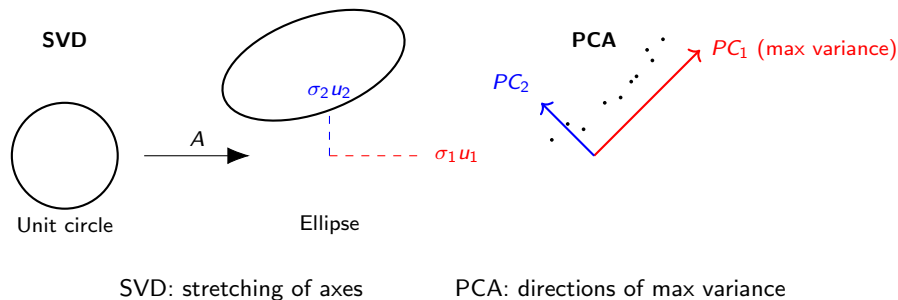 SVD
A
Unit circle
σ₂u₂
σ₁u₁
Ellipse
PCA
PC₁ (max variance)
PC₂
SVD: stretching of axes
PCA: directions of max variance